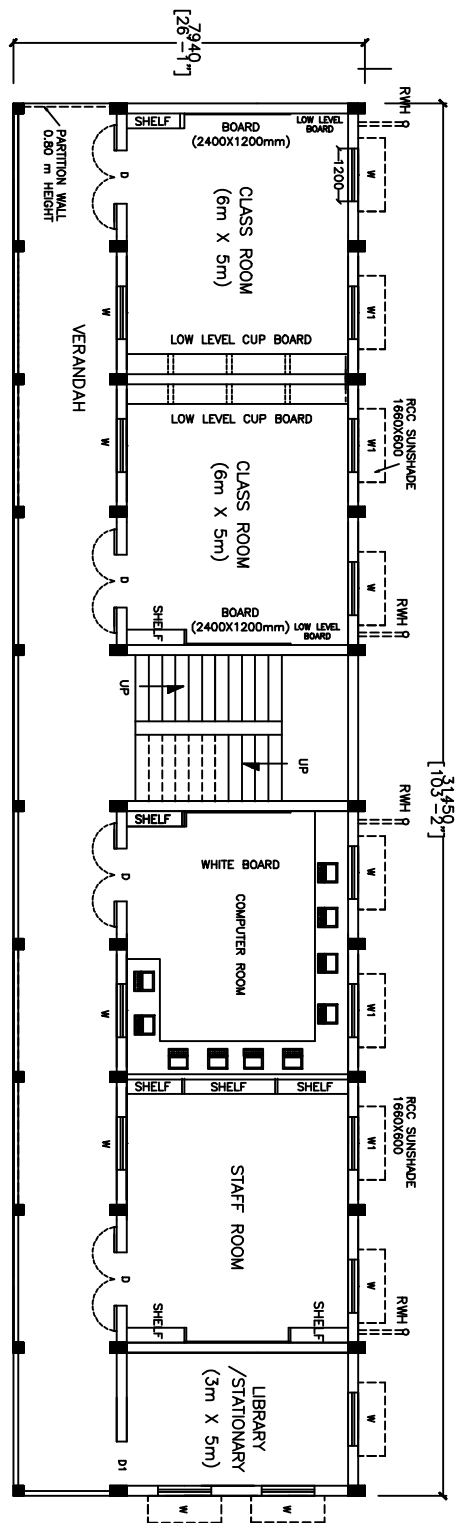 7940
[26'-1"]
RWH
SHELF
BOARD
(2400X1200mm)
LOW LEVEL
BOARD
PARTITION WALL
0.80 m HEIGHT
D
1200
W
CLASS ROOM
(6m X 5m)
W
W1
VERANDAH
LOW LEVEL CUP BOARD
LOW LEVEL CUP BOARD
W
W1
RCC SUNSHADE
1660X600
CLASS ROOM
(6m X 5m)
D
W
SHELF
BOARD
(2400X1200mm)
LOW LEVEL
BOARD
RWH
UP
UP
31450
[103'-2"]
RWH
SHELF
WHITE BOARD
D
W
COMPUTER ROOM
W
W1
SHELF
SHELF
SHELF
RCC SUNSHADE
1660X600
W
W1
STAFF ROOM
D
W
SHELF
SHELF
RWH
LIBRARY
/STATIONARY
(3m X 5m)
W
D1
W
W